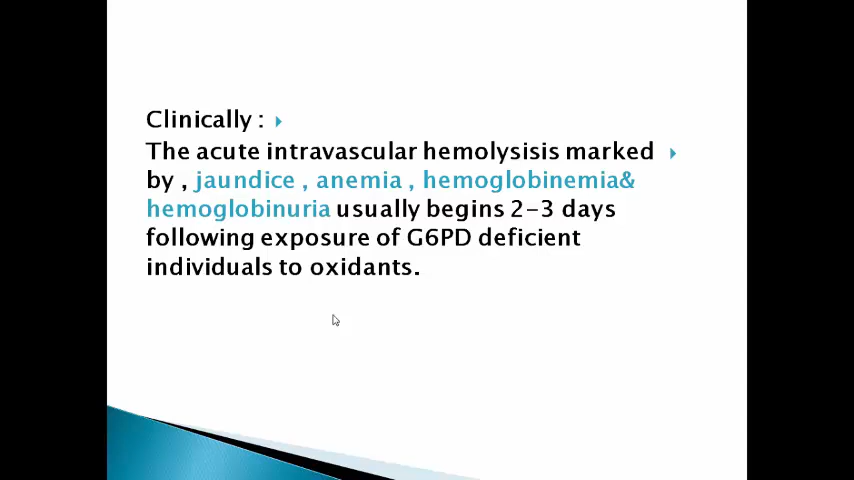 Clinically :
The acute intravascular hemolysisis marked
by , jaundice , anemia , hemoglobinemia&
hemoglobinuria usually begins 2-3 days
following exposure of G6PD deficient
individuals to oxidants.